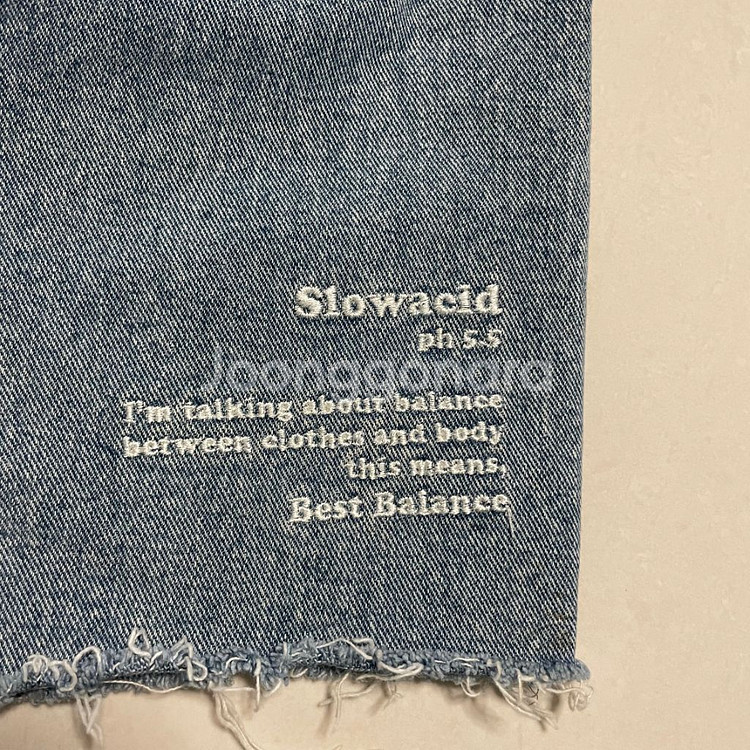 Slowacid
ph 5.5
Joonggonara
I'm talking about balance
between clothes and body
this means,
Best Balance